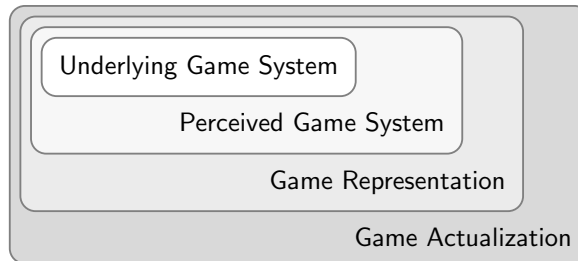 Underlying Game System
Perceived Game System
Game Representation
Game Actualization